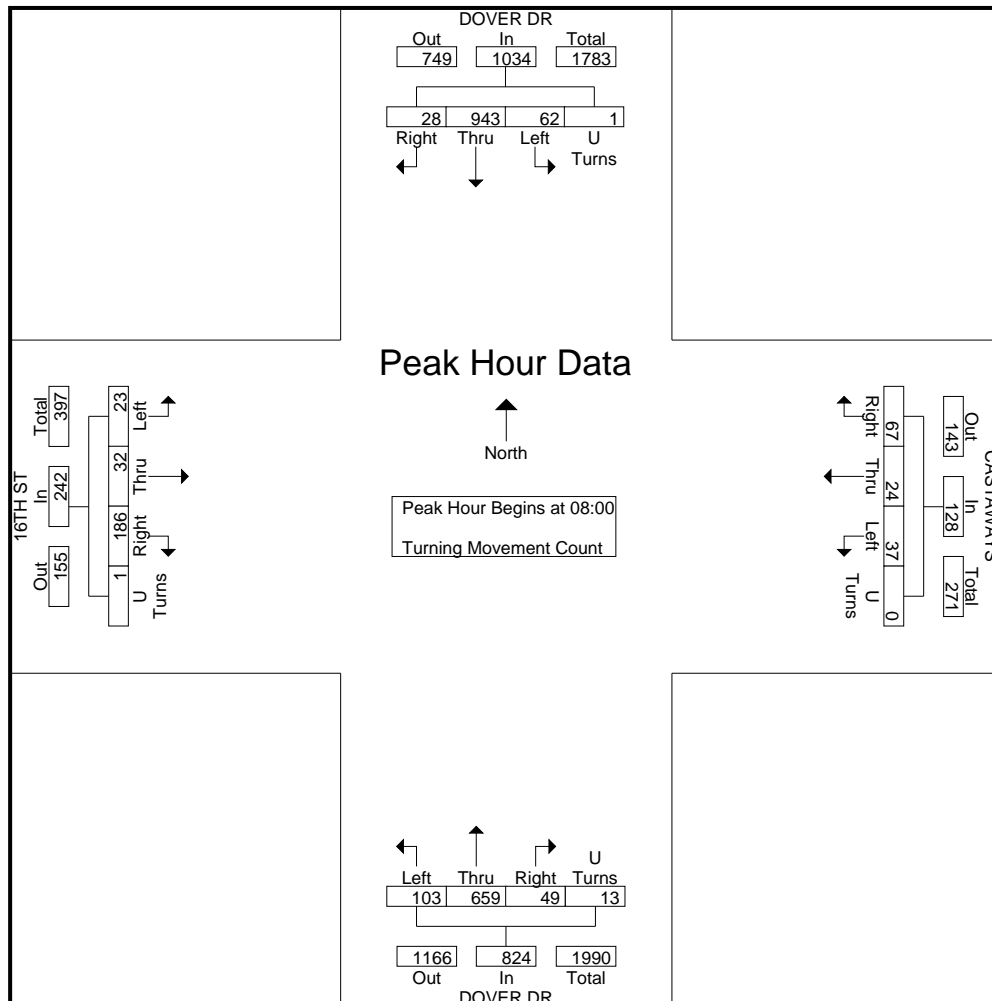 DOVER DR
Out In Total
749 1034 1783
28 943 62 1
Right Thru Left U Turns
Peak Hour Data
North
Peak Hour Begins at 08:00
Turning Movement Count
16TH ST
Total In Out
397 242 155
23 32 186 1
Left Thru Right U Turns
CASTAWAYS
Out In Total
143 128 271
67 24 37 0
Right Thru Left U Turns
Left Thru Right U Turns
103 659 49 13
1166 824 1990
Out In Total
DOVER DR